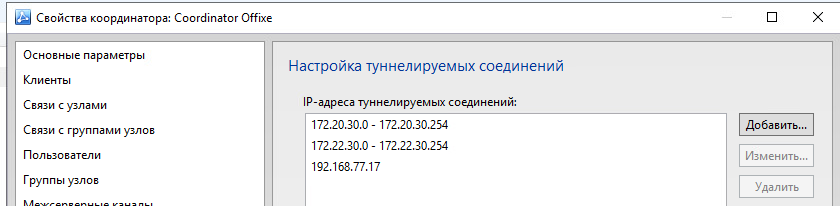 Свойства координатора: Coordinator Offixe
Основные параметры
Клиенты
Связи с узлами
Связи с группами узлов
Пользователи
Группы узлов
Межсерверные каналы
Настройка туннелируемых соединений
IP-адреса туннелируемых соединений:
172.20.30.0 - 172.20.30.254
172.22.30.0 - 172.22.30.254
192.168.77.17
Добавить...
Изменить...
Удалить